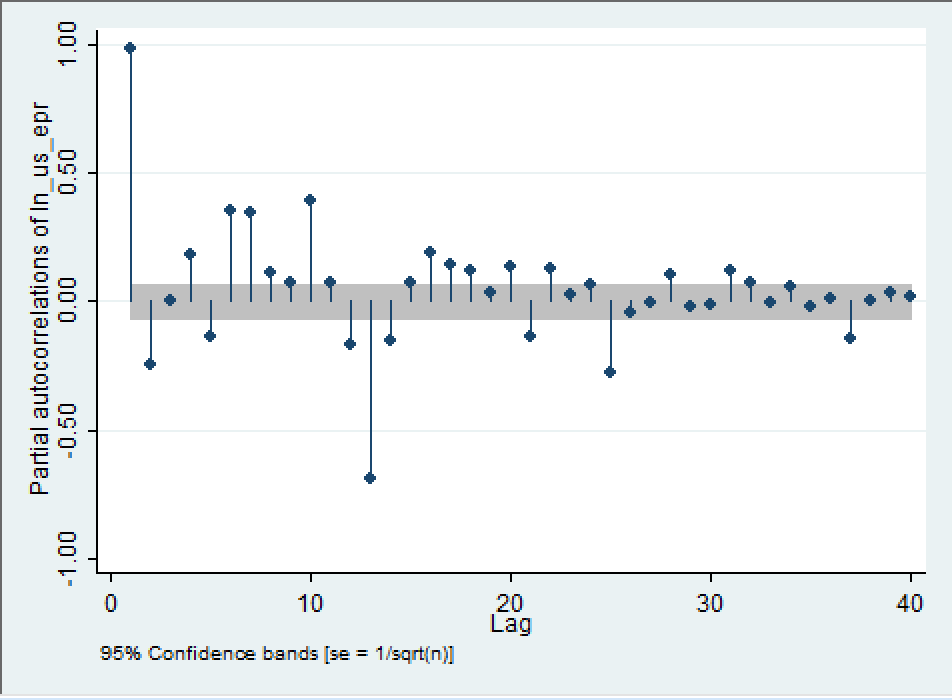 Partial autocorrelations of ln_us_epr
1.00
0.50
0.00
-0.50
-1.00
0 10 20 30 40
Lag
95% Confidence bands [se = 1/sqrt(n)]